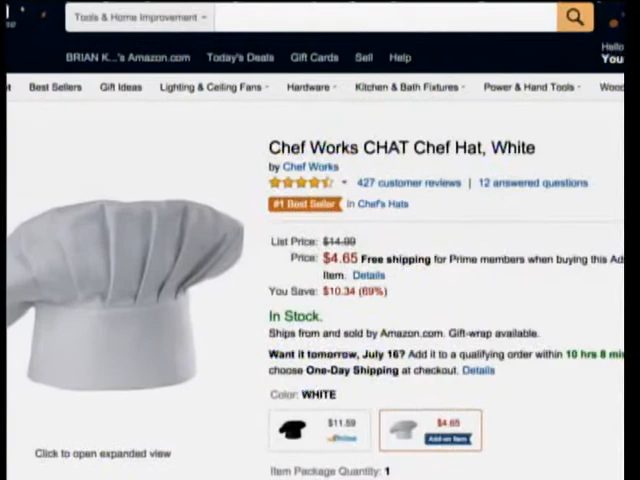 Tools & Home Improvement
Hello
BRIAN K...'s Amazon.com Today's Deals Gift Cards Sell Help
You
Best Sellers Gift Ideas Lighting & Ceiling Fans Hardware Kitchen & Bath Fixtures Power & Hand Tools
Chef Works CHAT Chef Hat, White
by Chef Works
427 customer reviews | 12 answered questions
#1 Best Seller in Chef's Hats
List Price: $14.99
Price: $4.65 Free shipping for Prime members when buying this Ad
Item. Details
You Save: $10.34 (69%)
In Stock.
Ships from and sold by Amazon.com. Gift-wrap available.
Want it tomorrow, July 16? Add it to a qualifying order within 10 hrs 8 mi
choose One-Day Shipping at checkout. Details
Color: WHITE
$11.59
Prime
$4.65
Add-on Item
Click to open expanded view
Item Package Quantity: 1